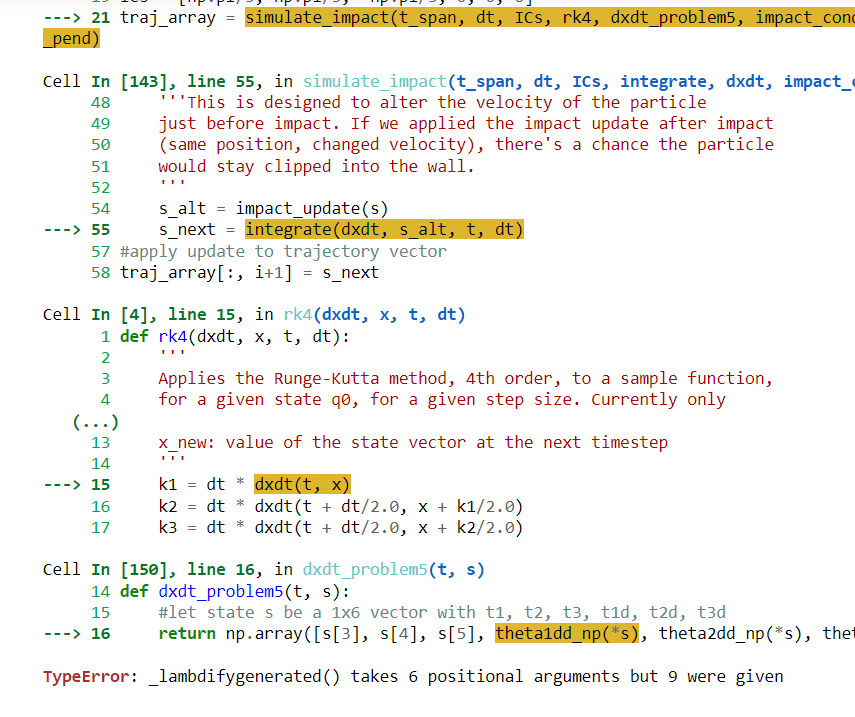 ---> 21 traj_array = simulate_impact(t_span, dt, ICs, rk4, dxdt_problem5, impact_con
_pend)
Cell In [143], line 55, in simulate_impact(t_span, dt, ICs, integrate, dxdt, impact_
48 '''This is designed to alter the velocity of the particle
49 just before impact. If we applied the impact update after impact
50 (same position, changed velocity), there's a chance the particle
51 would stay clipped into the wall.
52 '''
54 s_alt = impact_update(s)
---> 55 s_next = integrate(dxdt, s_alt, t, dt)
57 #apply update to trajectory vector
58 traj_array[:, i+1] = s_next
Cell In [4], line 15, in rk4(dxdt, x, t, dt)
1 def rk4(dxdt, x, t, dt):
2 '''
3 Applies the Runge-Kutta method, 4th order, to a sample function,
4 for a given state q0, for a given step size. Currently only
(...)
13 x_new: value of the state vector at the next timestep
14 '''
---> 15 k1 = dt * dxdt(t, x)
16 k2 = dt * dxdt(t + dt/2.0, x + k1/2.0)
17 k3 = dt * dxdt(t + dt/2.0, x + k2/2.0)
Cell In [150], line 16, in dxdt_problem5(t, s)
14 def dxdt_problem5(t, s):
15 #let state s be a 1x6 vector with t1, t2, t3, t1d, t2d, t3d
---> 16 return np.array([s[3], s[4], s[5], theta1dd_np(*s), theta2dd_np(*s), thet
TypeError: _lambdifygenerated() takes 6 positional arguments but 9 were given